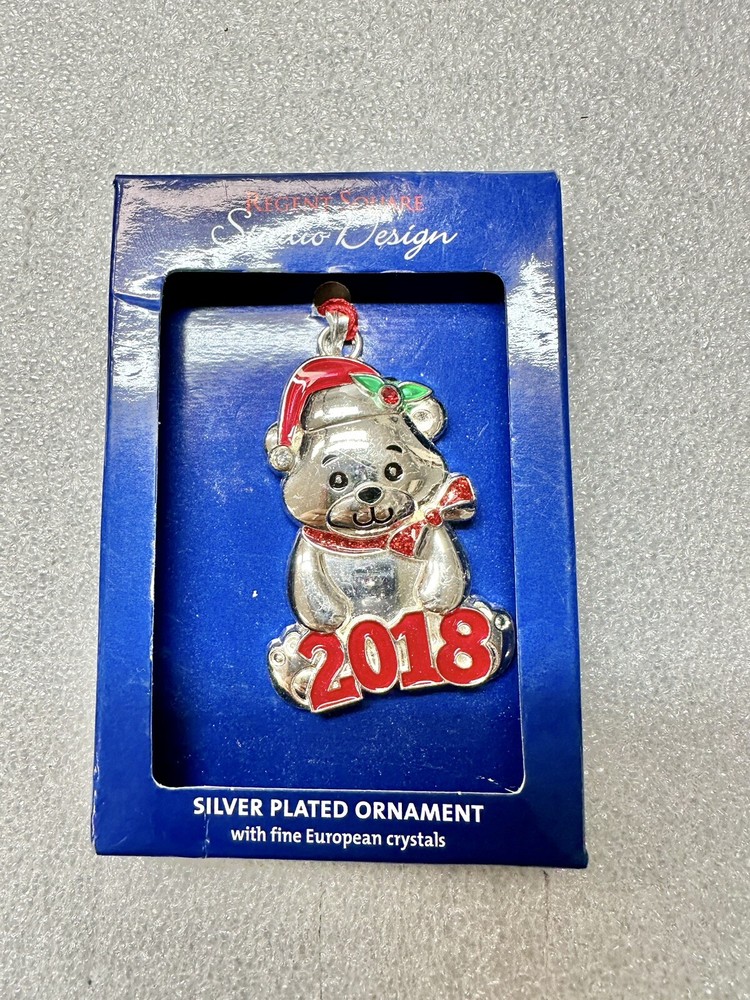 REGENT SQUARE
Studio Design
2018
SILVER PLATED ORNAMENT
with fine European crystals